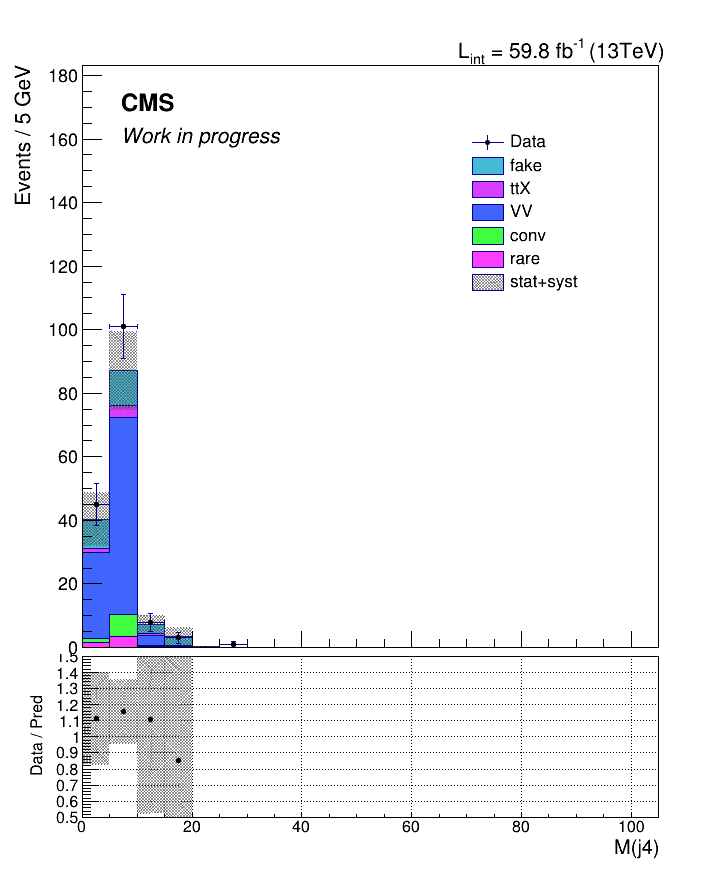 L_int = 59.8 fb^-1 (13TeV)
Events / 5 GeV
CMS
Work in progress
Data
fake
ttX
VV
conv
rare
stat+syst
180
160
140
120
100
80
60
40
20
0
Data / Pred
1.5
1.4
1.3
1.2
1.1
1
0.9
0.8
0.7
0.6
0.5
0 20 40 60 80 100
M(j4)